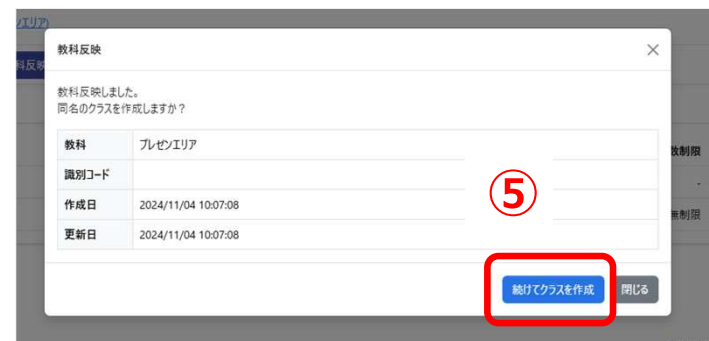 ンエリア)
科反映
教科反映
教科反映しました。
同名のクラスを作成しますか？
教科 プレゼンエリア
識別コード
作成日 2024/11/04 10:07:08
更新日 2024/11/04 10:07:08
数制限
-
無制限
⑤
続けてクラスを作成 閉じる